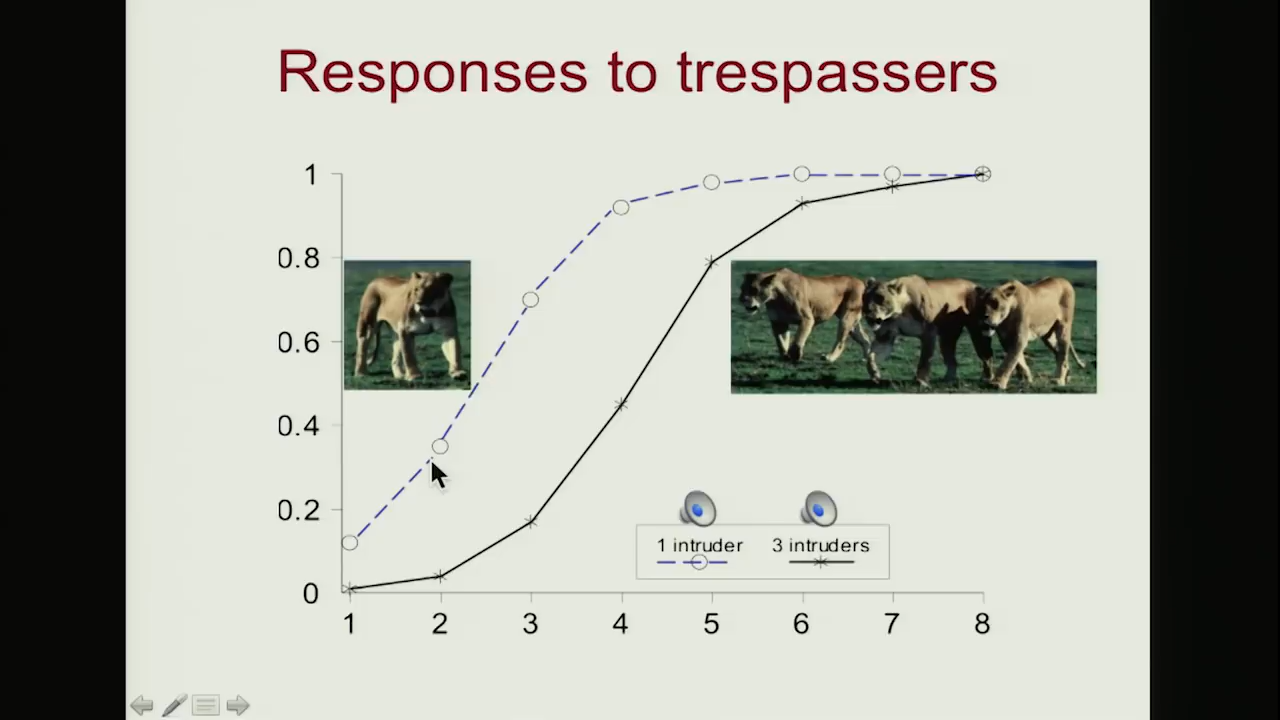 Responses to trespassers
1
0.8
0.6
0.4
0.2
0
1 intruder 3 intruders
1 2 3 4 5 6 7 8